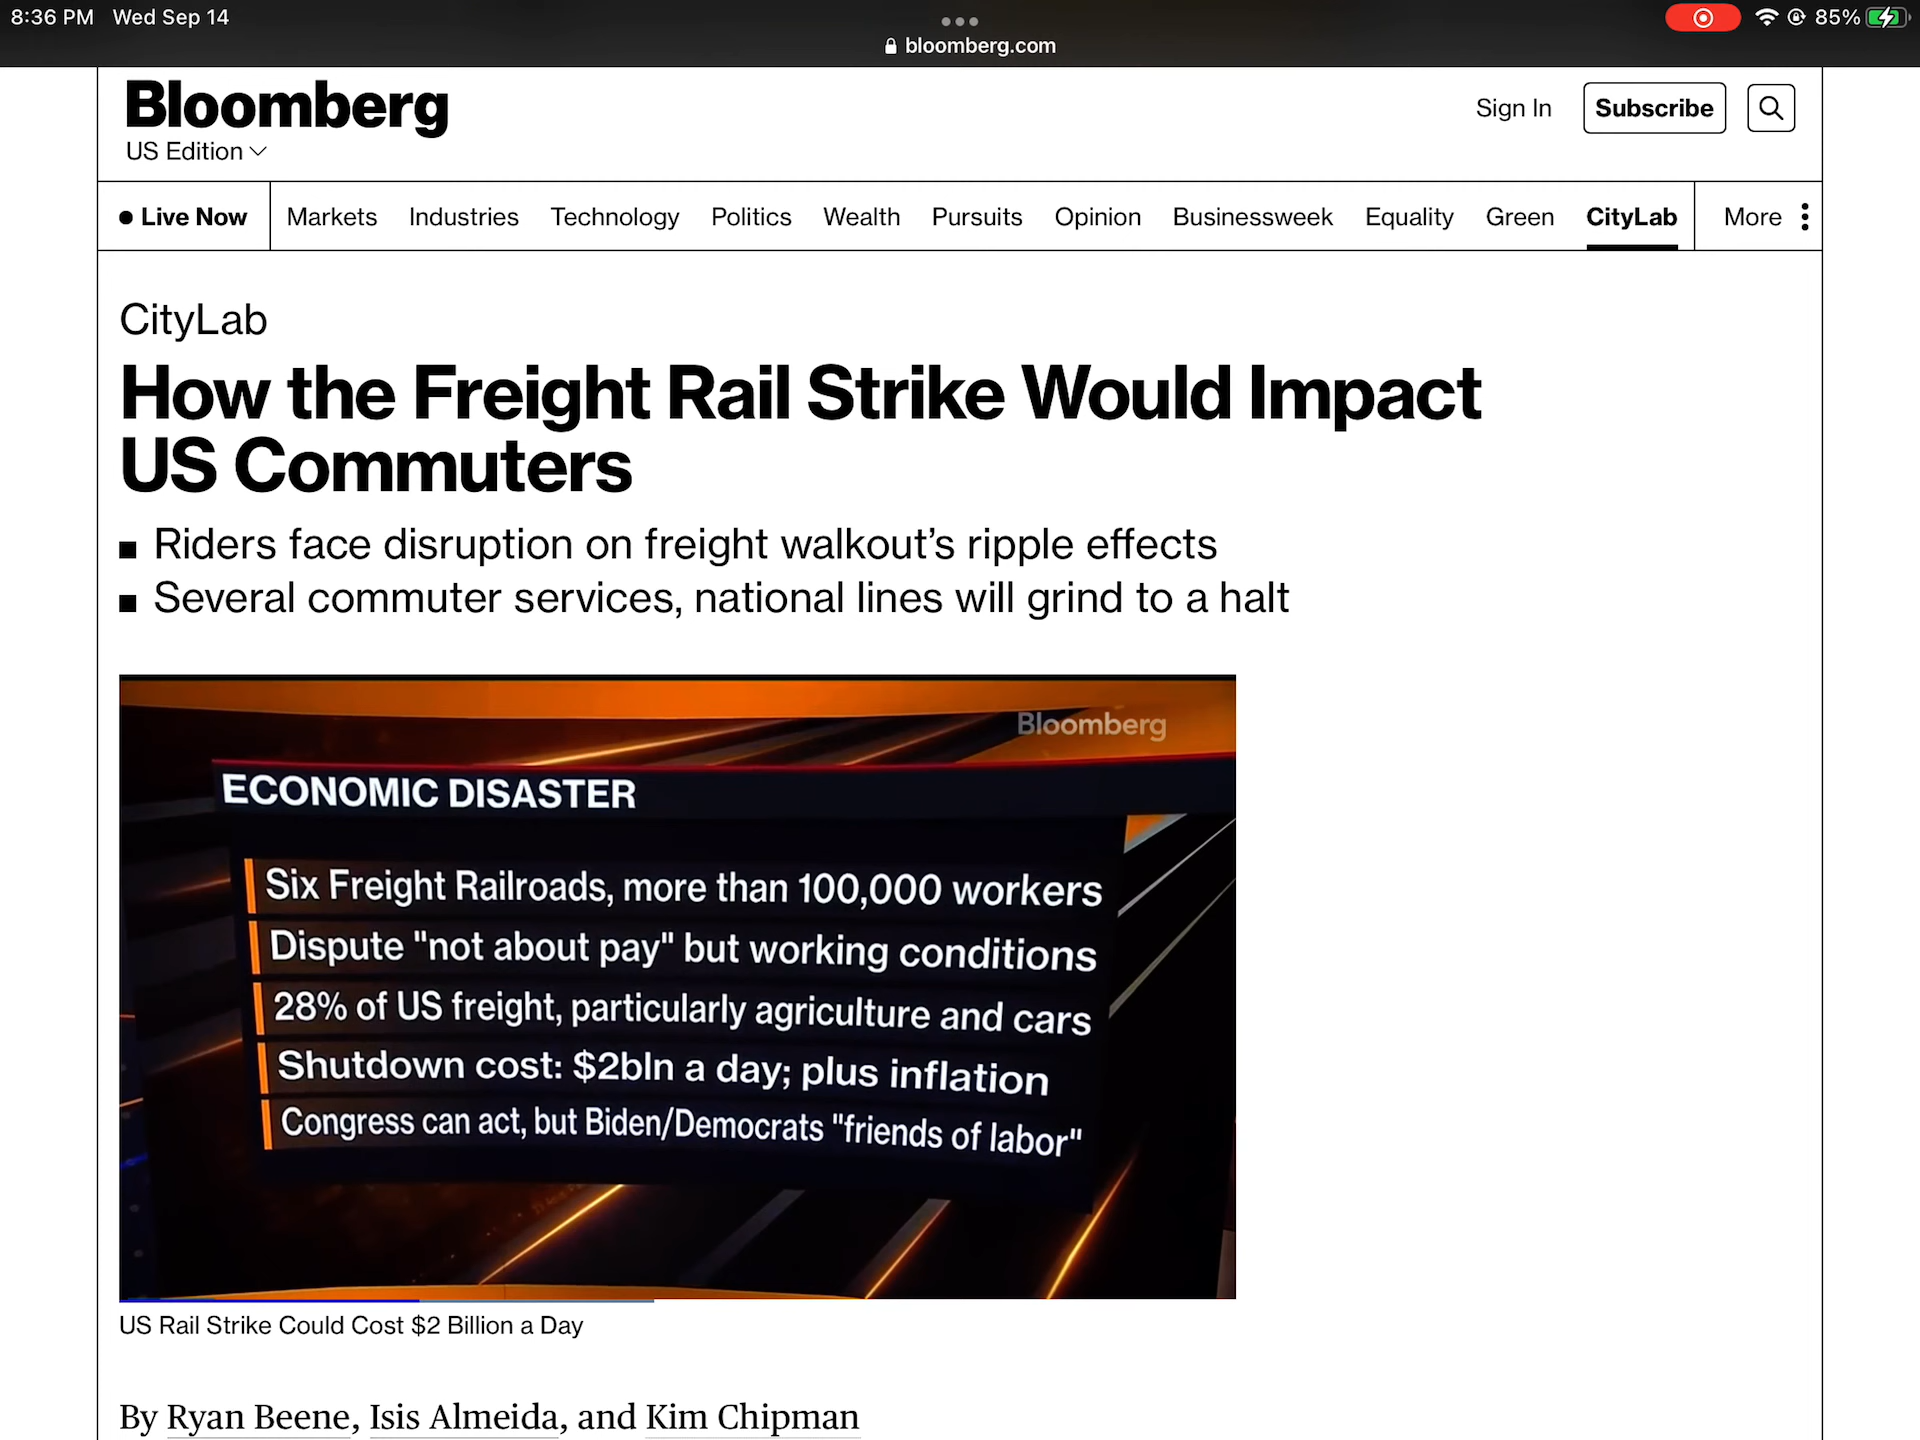 8:36 PM Wed Sep 14
85%
bloomberg.com
Bloomberg
Sign In
Subscribe
US Edition
Live Now
Markets
Industries
Technology
Politics
Wealth
Pursuits
Opinion
Businessweek
Equality
Green
CityLab
More
CityLab
How the Freight Rail Strike Would Impact
US Commuters
Riders face disruption on freight walkout’s ripple effects
Several commuter services, national lines will grind to a halt
Bloomberg
ECONOMIC DISASTER
Six Freight Railroads, more than 100,000 workers
Dispute "not about pay" but working conditions
28% of US freight, particularly agriculture and cars
Shutdown cost: $2bln a day; plus inflation
Congress can act, but Biden/Democrats "friends of labor"
US Rail Strike Could Cost $2 Billion a Day
By Ryan Beene, Isis Almeida, and Kim Chipman